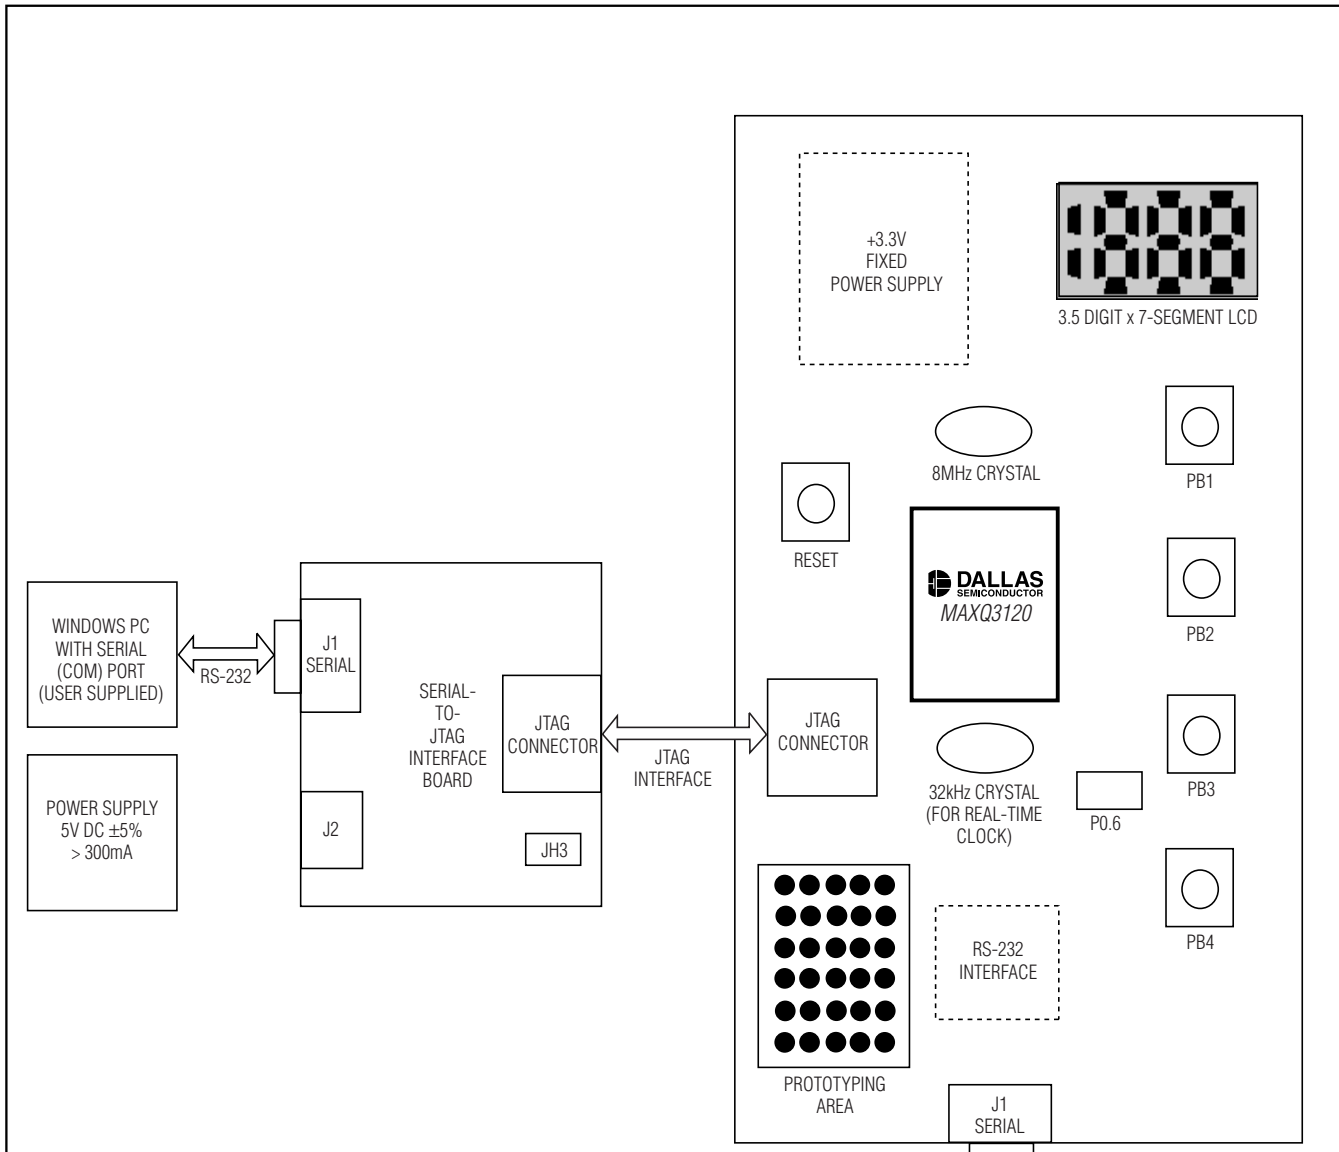 +3.3V
FIXED
POWER SUPPLY
3.5 DIGIT x 7-SEGMENT LCD
8MHz CRYSTAL
PB1
RESET
DALLAS
SEMICONDUCTOR
MAXQ3120
PB2
WINDOWS PC
WITH SERIAL
(COM) PORT
(USER SUPPLIED)
RS-232
J1
SERIAL
SERIAL-
TO-
JTAG
INTERFACE
BOARD
JTAG
CONNECTOR
JTAG
INTERFACE
JTAG
CONNECTOR
32kHz CRYSTAL
(FOR REAL-TIME
CLOCK)
P0.6
PB3
POWER SUPPLY
5V DC ±5%
> 300mA
J2
JH3
PB4
RS-232
INTERFACE
PROTOTYPING
AREA
J1
SERIAL